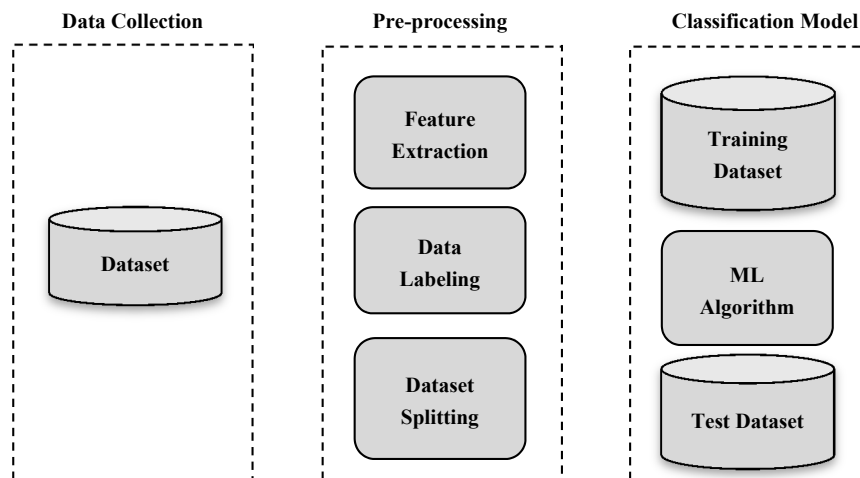 Data Collection
Pre-processing
Classification Model
Dataset
Feature
Extraction
Data
Labeling
Dataset
Splitting
Training
Dataset
ML
Algorithm
Test Dataset